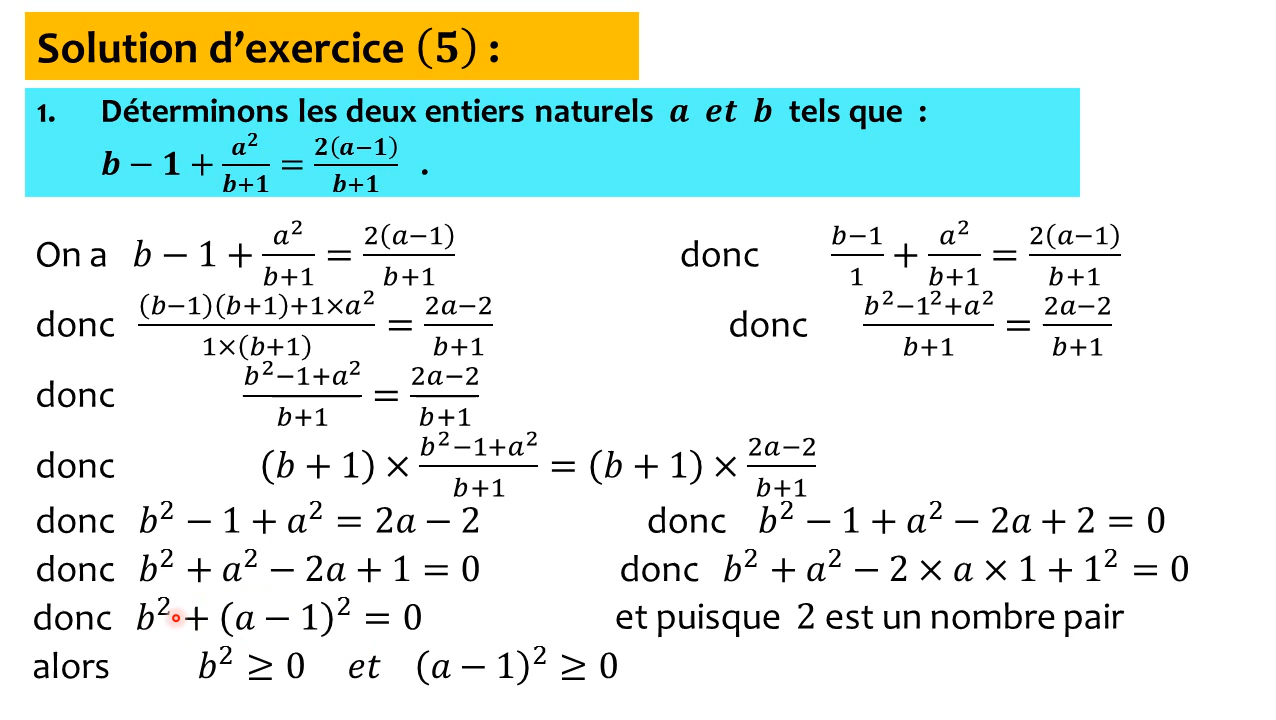 Solution d’exercice (5) :
1. Déterminons les deux entiers naturels a et b tels que :
b − 1 + a²/(b+1) = 2(a−1)/(b+1) .
On a b − 1 + a²/(b+1) = 2(a−1)/(b+1) donc (b−1)/1 + a²/(b+1) = 2(a−1)/(b+1)
donc ((b−1)(b+1)+1×a²)/(1×(b+1)) = (2a−2)/(b+1) donc (b²−1²+a²)/(b+1) = (2a−2)/(b+1)
donc (b²−1+a²)/(b+1) = (2a−2)/(b+1)
donc (b + 1) × (b²−1+a²)/(b+1) = (b + 1) × (2a−2)/(b+1)
donc b² − 1 + a² = 2a − 2 donc b² − 1 + a² − 2a + 2 = 0
donc b² + a² − 2a + 1 = 0 donc b² + a² − 2 × a × 1 + 1² = 0
donc b² + (a − 1)² = 0 et puisque 2 est un nombre pair
alors b² ≥ 0 et (a − 1)² ≥ 0